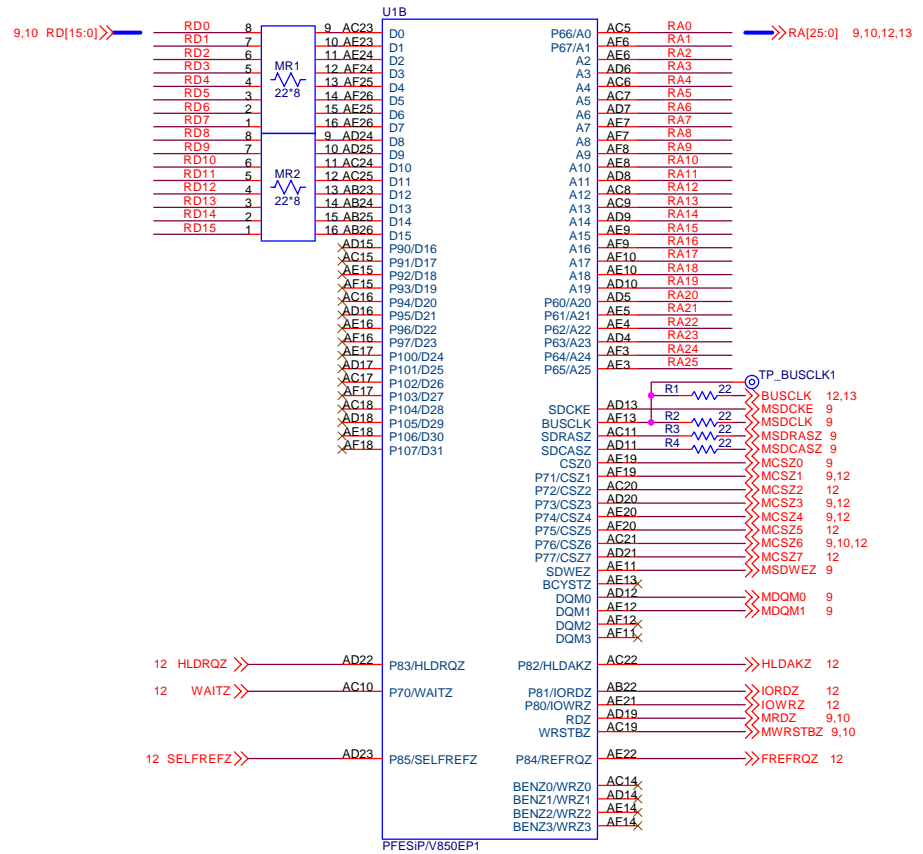 U1B
9,10 RD[15:0] RD0 8 9 AC23 D0 P66/A0 AC5 RA0 RA[25:0] 9,10,12,13
RD1 7 10 AE23 D1 P67/A1 AF6 RA1
RD2 6 11 AE24 D2 A2 AE6 RA2
RD3 5 MR1 12 AF24 D3 A3 AD6 RA3
RD4 4 13 AF25 D4 A4 AC6 RA4
RD5 3 22*8 14 AF26 D5 A5 AC7 RA5
RD6 2 15 AE25 D6 A6 AD7 RA6
RD7 1 16 AE26 D7 A7 AE7 RA7
RD8 8 9 AD24 D8 A8 AF7 RA8
RD9 7 10 AD25 D9 A9 AF8 RA9
RD10 6 11 AC24 D10 A10 AE8 RA10
RD11 5 MR2 12 AC25 D11 A11 AD8 RA11
RD12 4 13 AB23 D12 A12 AC8 RA12
RD13 3 22*8 14 AB24 D13 A13 AC9 RA13
RD14 2 15 AB25 D14 A14 AD9 RA14
RD15 1 16 AB26 D15 A15 AE9 RA15
AD15 P90/D16 A16 AF9 RA16
AC15 P91/D17 A17 AF10 RA17
AE15 P92/D18 A18 AE10 RA18
AF15 P93/D19 A19 AD10 RA19
AC16 P94/D20 P60/A20 AD5 RA20
AD16 P95/D21 P61/A21 AE5 RA21
AE16 P96/D22 P62/A22 AE4 RA22
AF16 P97/D23 P63/A23 AD4 RA23
AE17 P100/D24 P64/A24 AF3 RA24
AD17 P101/D25 P65/A25 AE3 RA25
AC17 P102/D26 TP_BUSCLK1
AF17 P103/D27 R1 22 BUSCLK 12,13
AC18 P104/D28 SDCKE AD13 MSDCKE 9
AD18 P105/D29 BUSCLK AF13 R2 22 MSDCLK 9
AE18 P106/D30 SDRASZ AC11 R3 22 MSDRASZ 9
AF18 P107/D31 SDCASZ AD11 R4 22 MSDCASZ 9
CSZ0 AE19 MCSZ0 9
P71/CSZ1 AF19 MCSZ1 9,12
P72/CSZ2 AC20 MCSZ2 12
P73/CSZ3 AD20 MCSZ3 9,12
P74/CSZ4 AE20 MCSZ4 9,12
P75/CSZ5 AF20 MCSZ5 12
P76/CSZ6 AC21 MCSZ6 9,10,12
P77/CSZ7 AD21 MCSZ7 12
SDWEZ AE11 MSDWEZ 9
BCYSTZ AE13
DQM0 AD12 MDQM0 9
DQM1 AE12 MDQM1 9
DQM2 AF12
DQM3 AF11
12 HLDRQZ AD22 P83/HLDRQZ P82/HLDAKZ AC22 HLDAKZ 12
12 WAITZ AC10 P70/WAITZ P81/IORDZ AB22 IORDZ 12
P80/IOWRZ AE21 IOWRZ 12
RDZ AD19 MRDZ 9,10
WRSTBZ AC19 MWRSTBZ 9,10
12 SELFREFZ AD23 P85/SELFREFZ P84/REFRQZ AE22 FREFRQZ 12
BENZ0/WRZ0 AC14
BENZ1/WRZ1 AD14
BENZ2/WRZ2 AE14
BENZ3/WRZ3 AF14
PFESiP/V850EP1